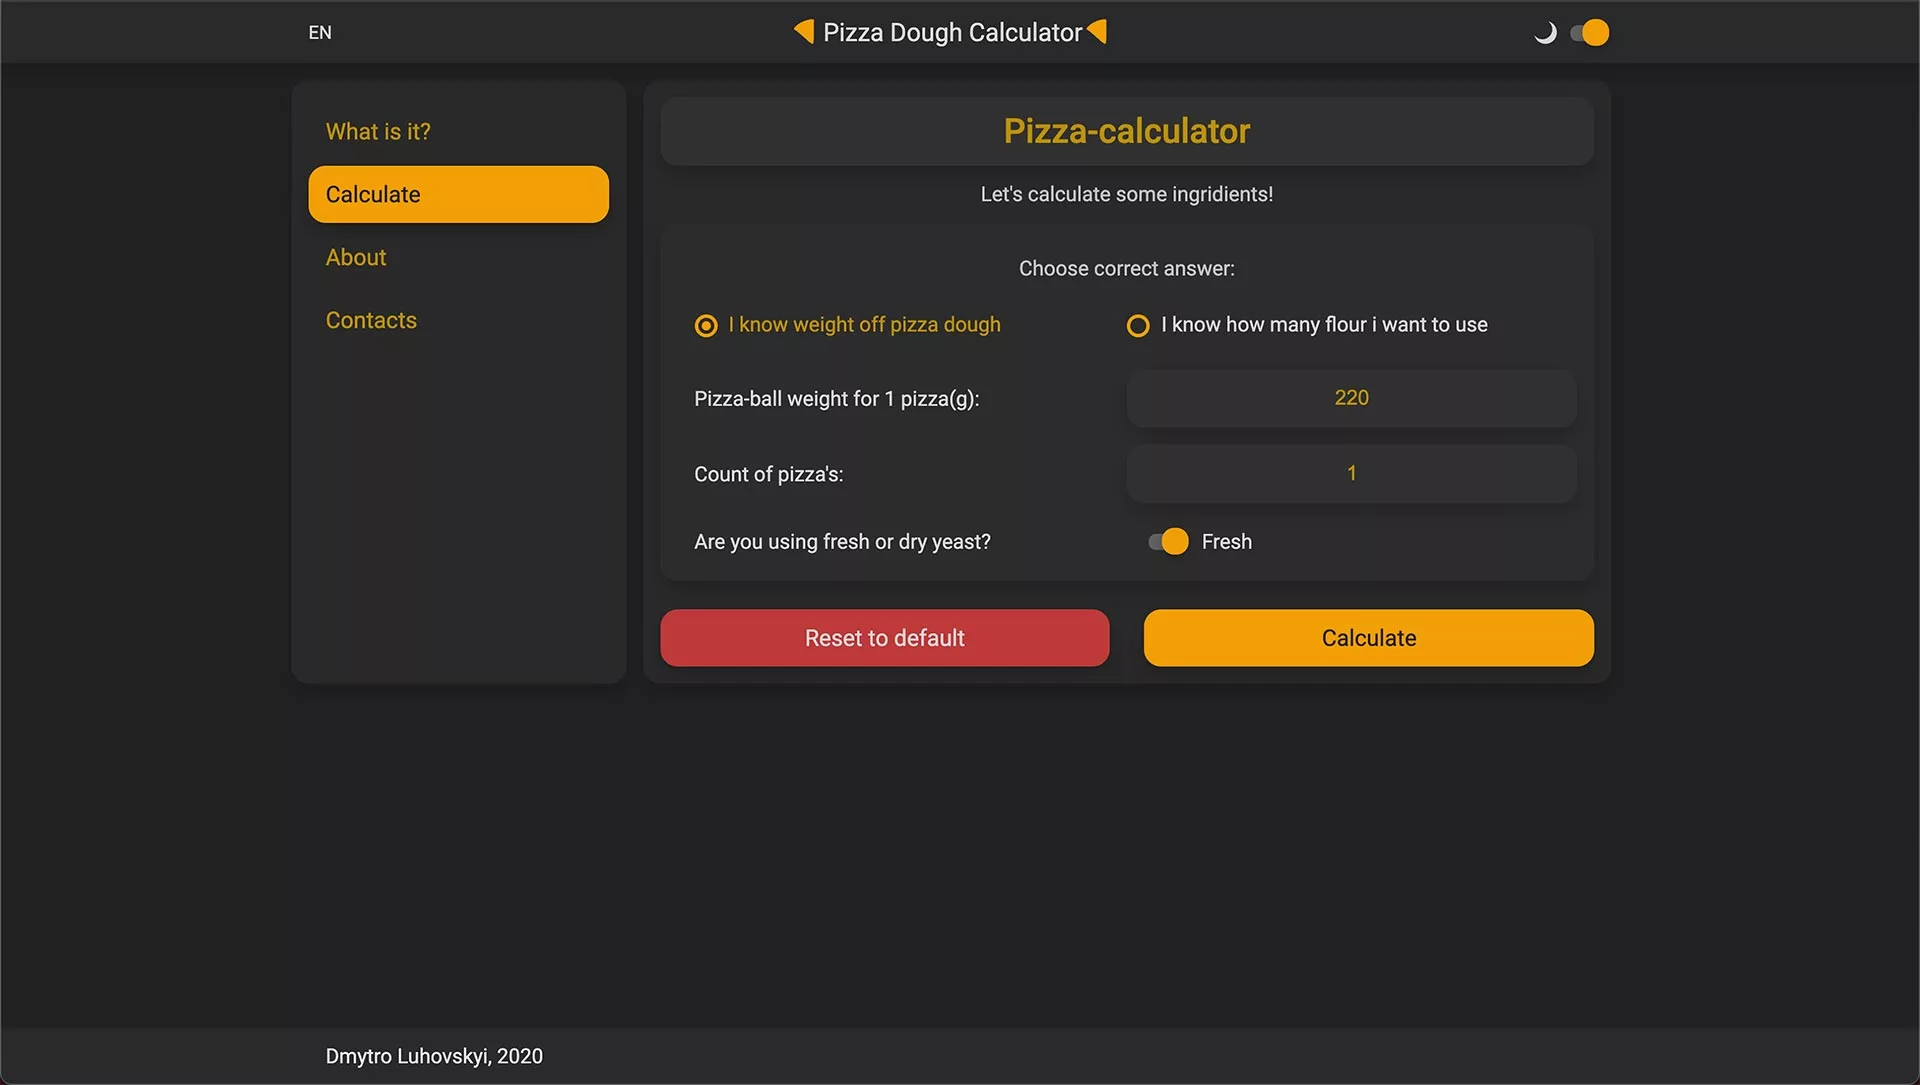 EN
Pizza Dough Calculator
What is it?
Calculate
About
Contacts
Pizza-calculator
Let's calculate some ingridients!
Choose correct answer:
I know weight off pizza dough
I know how many flour i want to use
Pizza-ball weight for 1 pizza(g):
220
Count of pizza's:
1
Are you using fresh or dry yeast?
Fresh
Reset to default
Calculate
Dmytro Luhovskyi, 2020